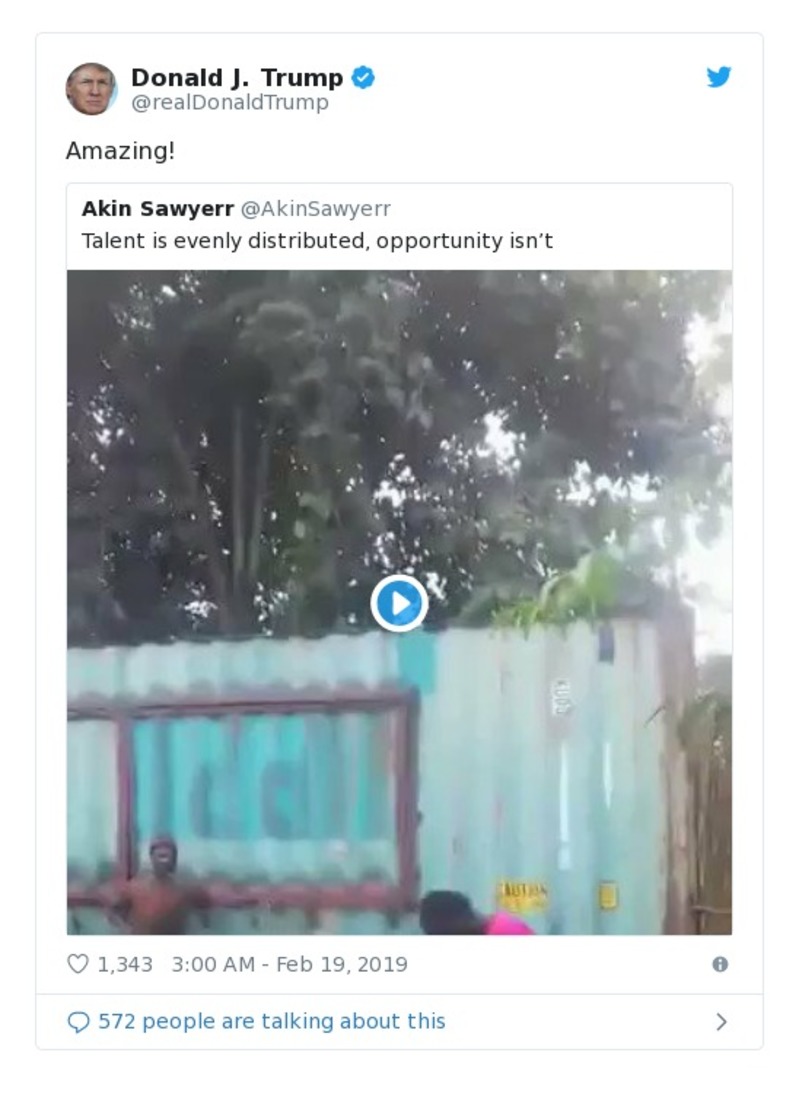 Donald J. Trump
@realDonaldTrump
Amazing!
Akin Sawyerr @AkinSawyerr
Talent is evenly distributed, opportunity isn’t
1,343 3:00 AM - Feb 19, 2019
572 people are talking about this